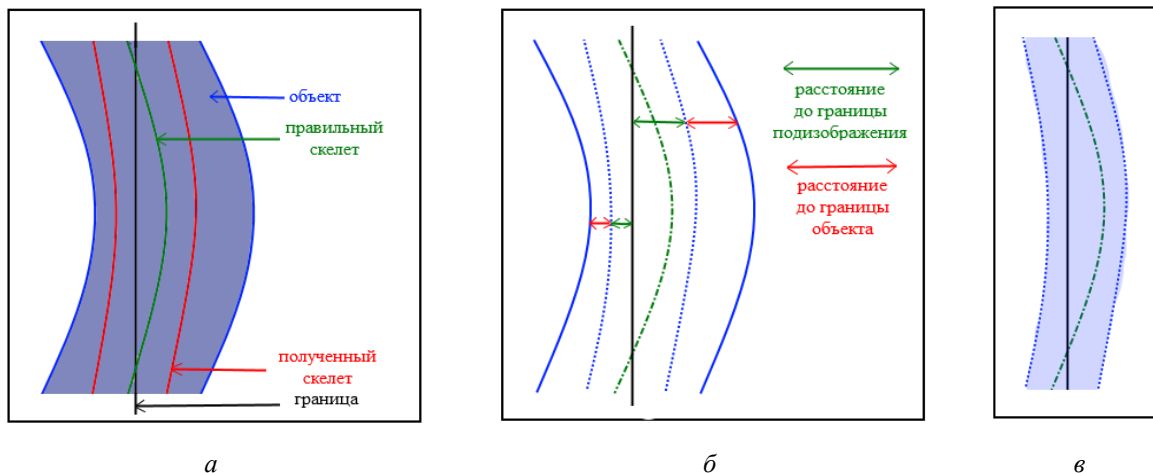 объект
правильный
скелет
полученный
скелет
граница
расстояние
до границы
подизображения
расстояние
до границы
объекта
а
б
в